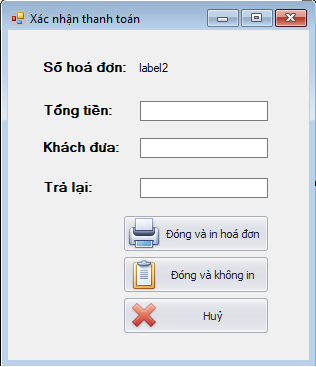 Xác nhận thanh toán
Số hoá đơn: label2
Tổng tiền:
Khách đưa:
Trả lại:
Đóng và in hoá đơn
Đóng và không in
Huỷ